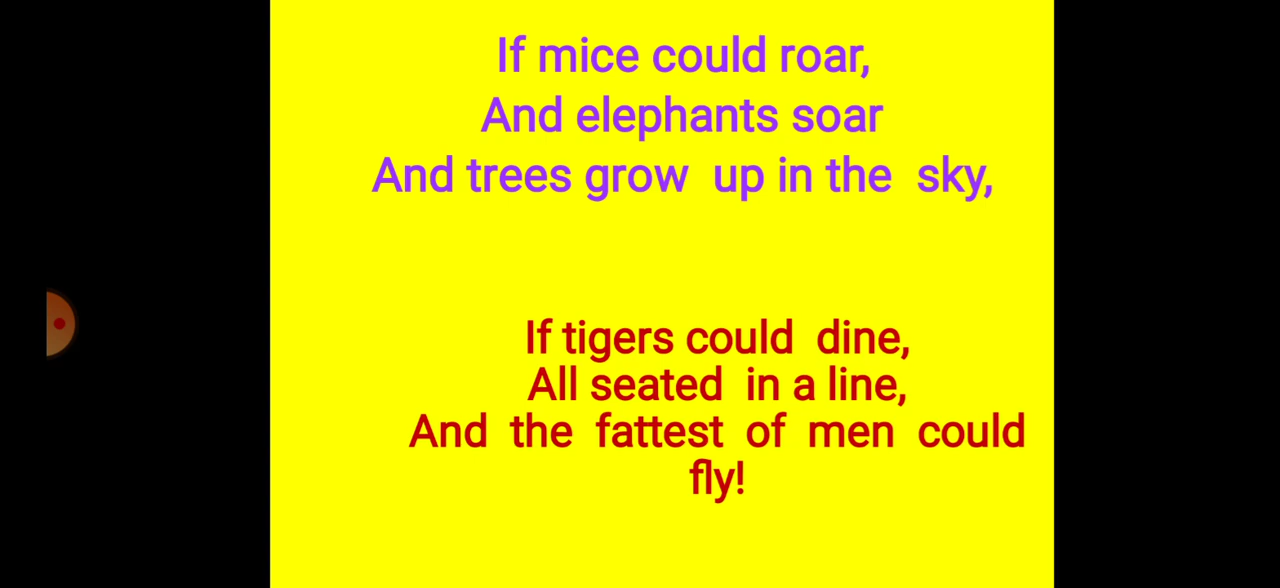 If mice could roar,
And elephants soar
And trees grow up in the sky,
If tigers could dine,
All seated in a line,
And the fattest of men could
fly!